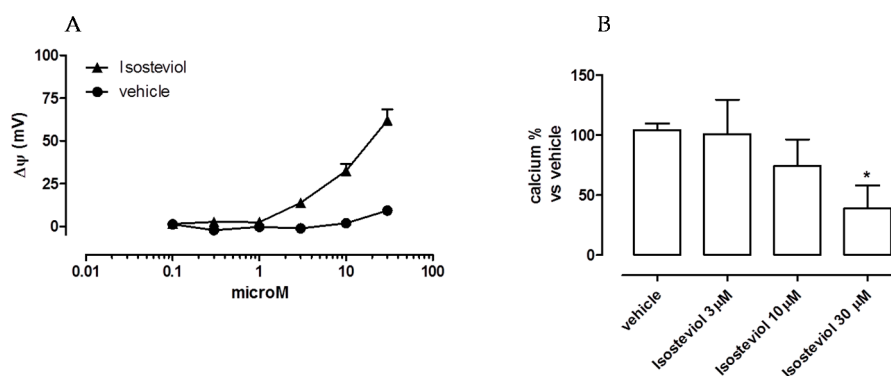 A
100
75
50
25
0
Δψ (mV)
Isosteviol
vehicle
0.01
0.1
1
10
100
microM
B
150
100
50
0
calcium %
vs vehicle
*
vehicle
Isosteviol 3 μM
Isosteviol 10 μM
Isosteviol 30 μM